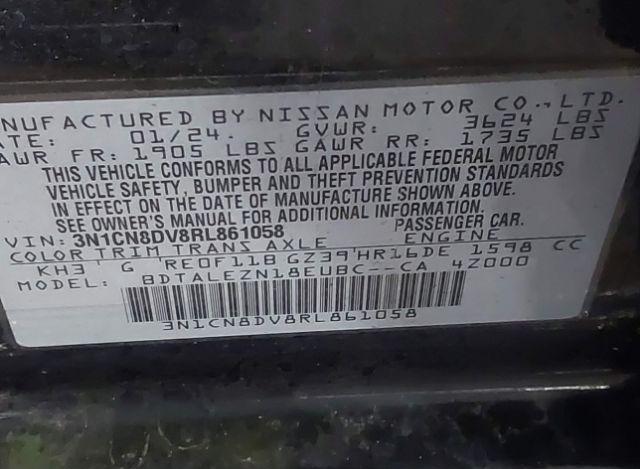 NUFACTURED BY NISSAN MOTOR CO., LTD.
ATE: 01/24. GVWR: 3624 LBS
AWR FR: 1905 LBS GAWR RR: 1735 LBS
THIS VEHICLE CONFORMS TO ALL APPLICABLE FEDERAL MOTOR
VEHICLE SAFETY, BUMPER AND THEFT PREVENTION STANDARDS
IN EFFECT ON THE DATE OF MANUFACTURE SHOWN ABOVE.
SEE OWNER'S MANUAL FOR ADDITIONAL INFORMATION.
VIN: 3N1CN8DV8RL861058 PASSENGER CAR.
COLOR TRIM TRANS AXLE ENGINE
KH3 G RE0F11B GZ39 HR16DE 1598 CC
MODEL: BDTALEZN18EUBC--CA 4Z000
3N1CN8DV8RL861058